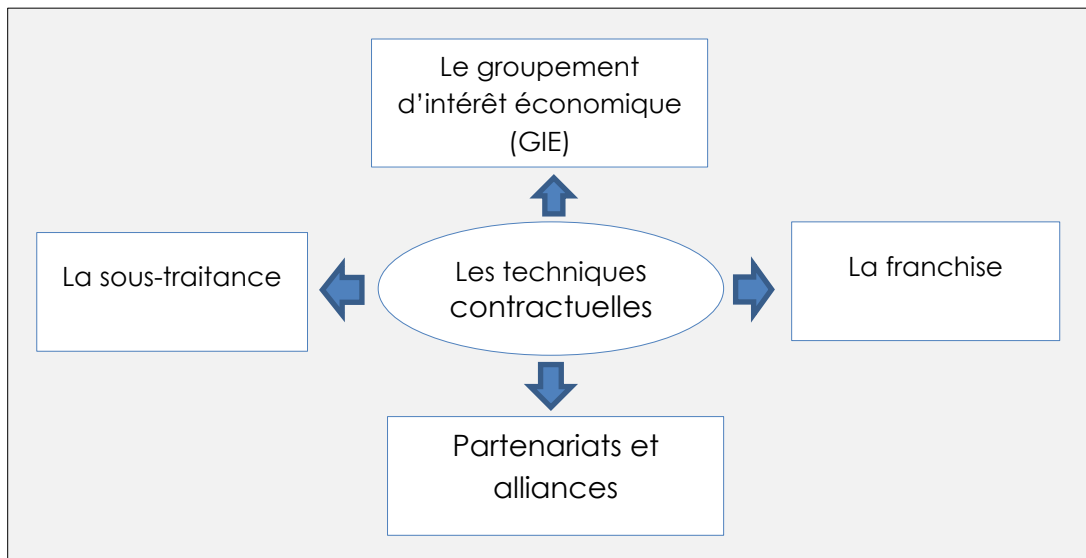 Le groupement
d'intérêt économique
(GIE)
La sous-traitance
Les techniques
contractuelles
La franchise
Partenariats et
alliances